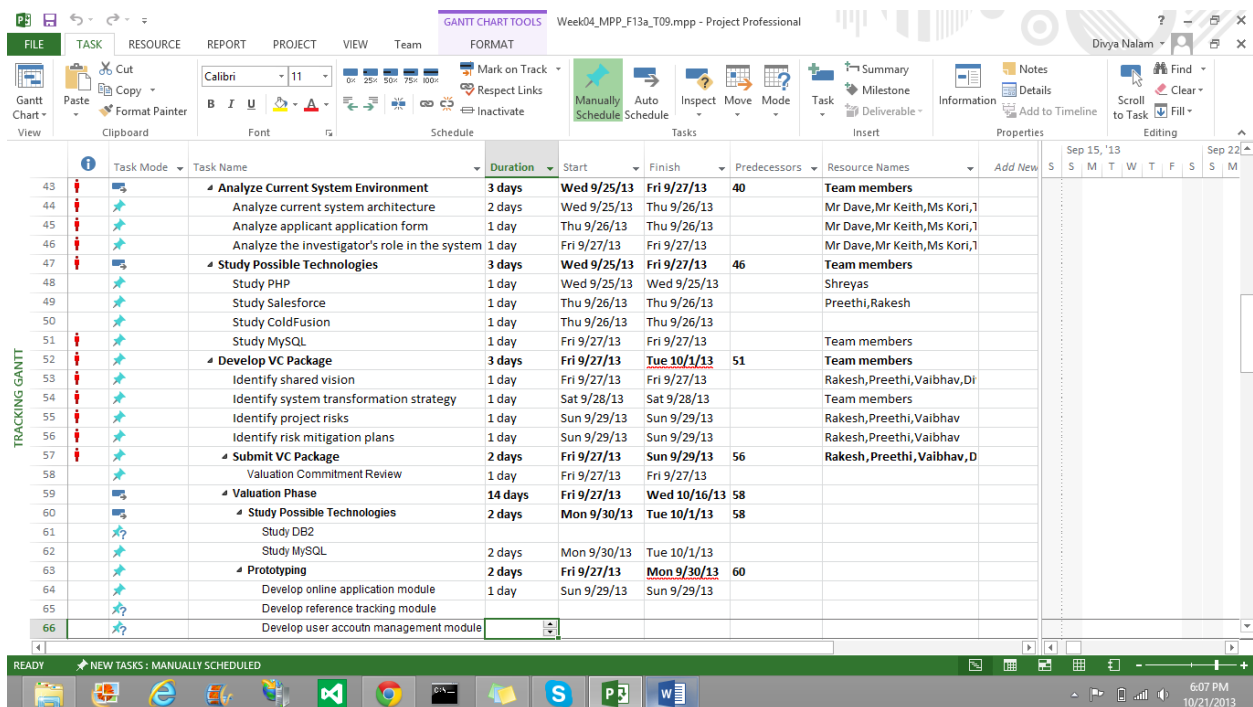 GANTT CHART TOOLS Week04_MPP_F13a_T09.mpp - Project Professional ?
FILE TASK RESOURCE REPORT PROJECT VIEW Team FORMAT Divya Nalam
Gantt Chart
View
Paste Cut Copy Format Painter
Clipboard
Calibri 11
B I U A
Font
0% 25% 50% 75% 100%
Mark on Track
Respect Links
Inactivate
Schedule
Manually Schedule Auto Schedule Inspect Move Mode
Tasks
Task Summary Milestone Deliverable
Insert
Information Notes Details Add to Timeline
Properties
Scroll to Task Find Clear Fill
Editing
Task Mode Task Name Duration Start Finish Predecessors Resource Names Add New
Sep 15, '13 Sep 22
S S M T W T F S S M
43 Analyze Current System Environment 3 days Wed 9/25/13 Fri 9/27/13 40 Team members
44 Analyze current system architecture 2 days Wed 9/25/13 Thu 9/26/13 Mr Dave,Mr Keith,Ms Kori,T
45 Analyze applicant application form 1 day Thu 9/26/13 Thu 9/26/13 Mr Dave,Mr Keith,Ms Kori,T
46 Analyze the investigator's role in the system 1 day Fri 9/27/13 Fri 9/27/13 Mr Dave,Mr Keith,Ms Kori,T
47 Study Possible Technologies 3 days Wed 9/25/13 Fri 9/27/13 46 Team members
48 Study PHP 1 day Wed 9/25/13 Wed 9/25/13 Shreyas
49 Study Salesforce 1 day Thu 9/26/13 Thu 9/26/13 Preethi,Rakesh
50 Study ColdFusion 1 day Thu 9/26/13 Thu 9/26/13
51 Study MySQL 1 day Fri 9/27/13 Fri 9/27/13 Team members
52 Develop VC Package 3 days Fri 9/27/13 Tue 10/1/13 51 Team members
53 Identify shared vision 1 day Fri 9/27/13 Fri 9/27/13 Rakesh,Preethi,Vaibhav,Di
54 Identify system transformation strategy 1 day Sat 9/28/13 Sat 9/28/13 Team members
55 Identify project risks 1 day Sun 9/29/13 Sun 9/29/13 Rakesh,Preethi,Vaibhav
56 Identify risk mitigation plans 1 day Sun 9/29/13 Sun 9/29/13 Rakesh,Preethi,Vaibhav
57 Submit VC Package 2 days Fri 9/27/13 Sun 9/29/13 56 Rakesh,Preethi,Vaibhav,D
58 Valuation Commitment Review 1 day Fri 9/27/13 Fri 9/27/13
59 Valuation Phase 14 days Fri 9/27/13 Wed 10/16/13 58
60 Study Possible Technologies 2 days Mon 9/30/13 Tue 10/1/13 58
61 Study DB2
62 Study MySQL 2 days Mon 9/30/13 Tue 10/1/13
63 Prototyping 2 days Fri 9/27/13 Mon 9/30/13 60
64 Develop online application module 1 day Sun 9/29/13 Sun 9/29/13
65 Develop reference tracking module
66 Develop user accoutn management module
TRACKING GANTT
READY NEW TASKS : MANUALLY SCHEDULED
6:07 PM
10/21/2013